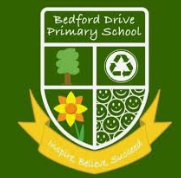 Bedford Drive
Primary School
Inspire, Believe, Succeed